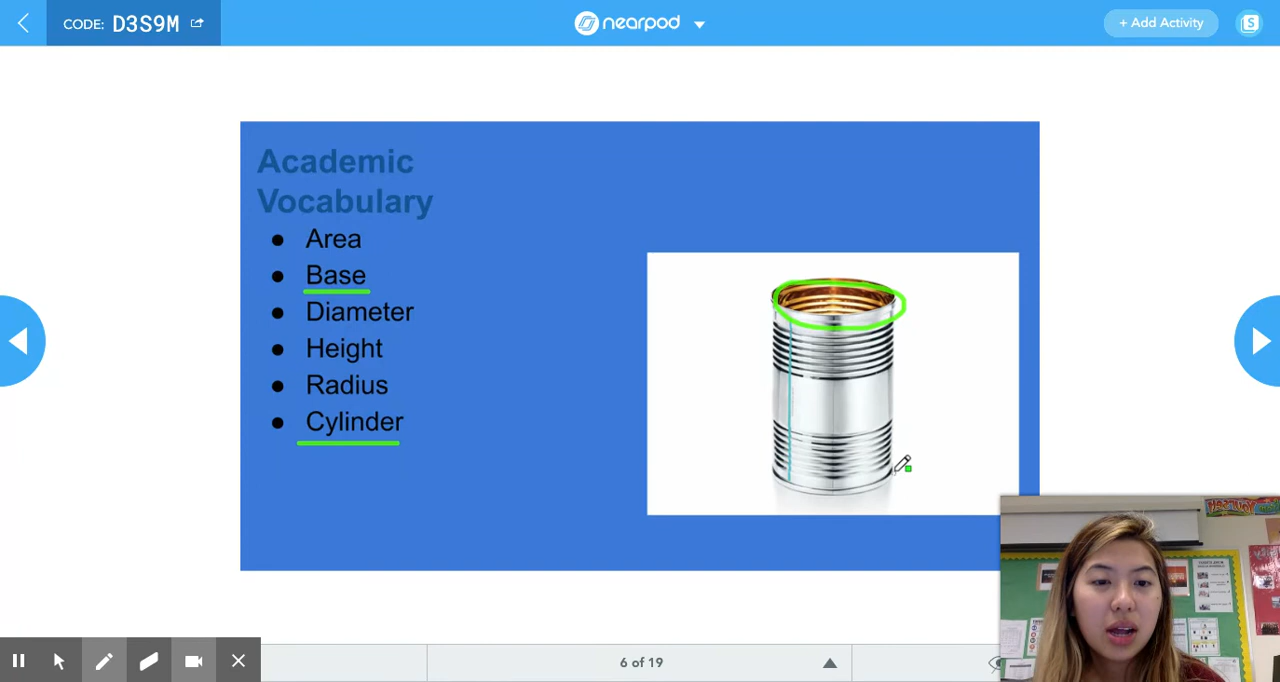 CODE: D3S9M
nearpod
+ Add Activity
S
Academic
Vocabulary
● Area
● Base
● Diameter
● Height
● Radius
● Cylinder
6 of 19